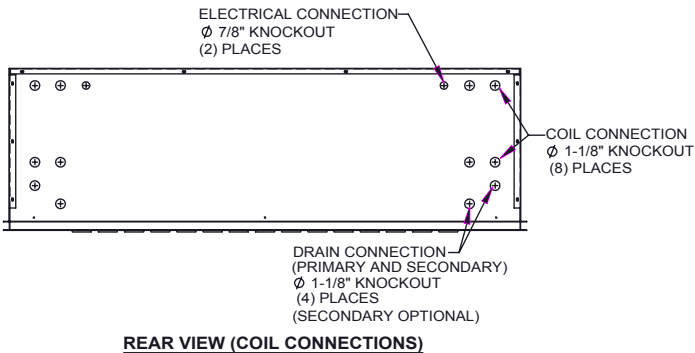 ELECTRICAL CONNECTION
Ø 7/8" KNOCKOUT
(2) PLACES
COIL CONNECTION
Ø 1-1/8" KNOCKOUT
(8) PLACES
DRAIN CONNECTION
(PRIMARY AND SECONDARY)
Ø 1-1/8" KNOCKOUT
(4) PLACES
(SECONDARY OPTIONAL)
REAR VIEW (COIL CONNECTIONS)